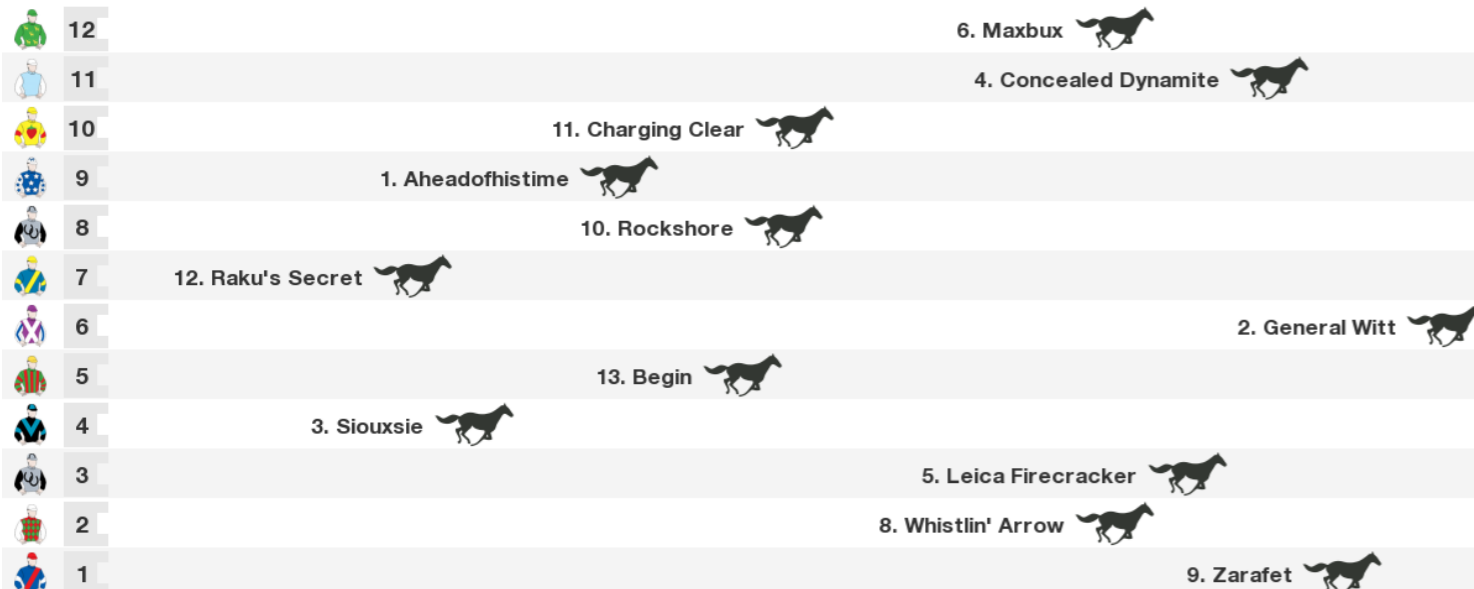 12 6. Maxbux
11 4. Concealed Dynamite
10 11. Charging Clear
9 1. Aheadofhistime
8 10. Rockshore
7 12. Raku's Secret
6 2. General Witt
5 13. Begin
4 3. Siouxsie
3 5. Leica Firecracker
2 8. Whistlin' Arrow
1 9. Zarafet